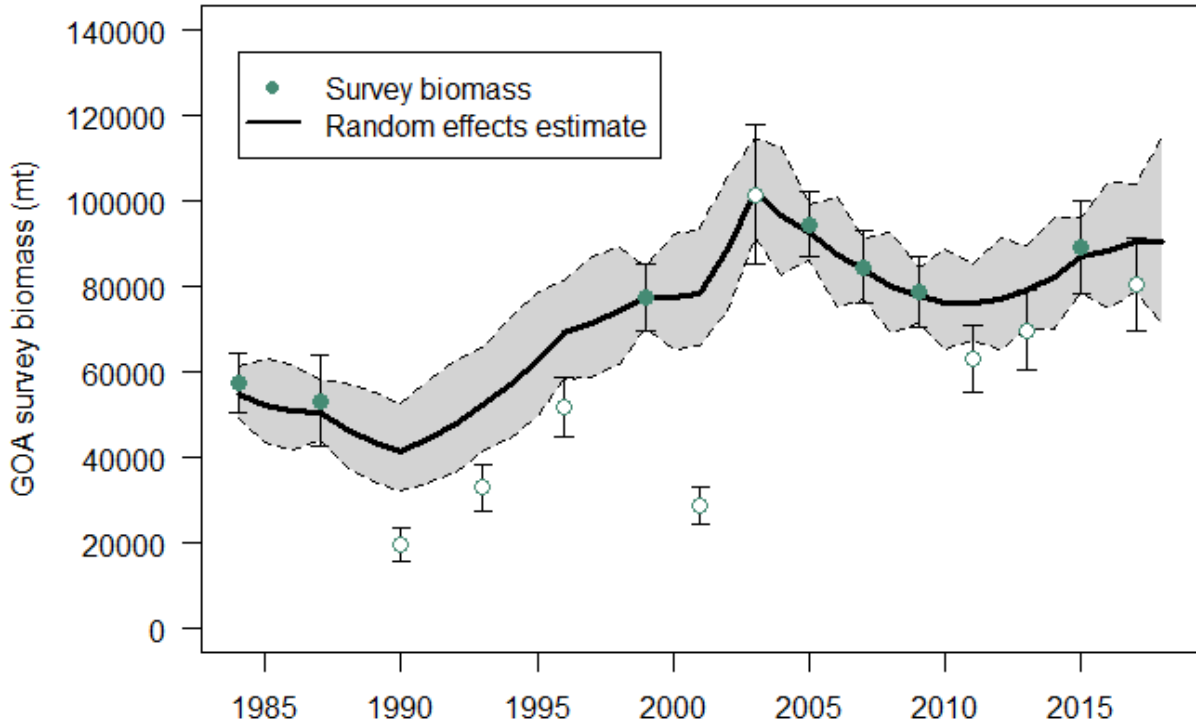 140000
120000
100000
80000
60000
40000
20000
0
GOA survey biomass (mt)
Survey biomass
Random effects estimate
1985 1990 1995 2000 2005 2010 2015